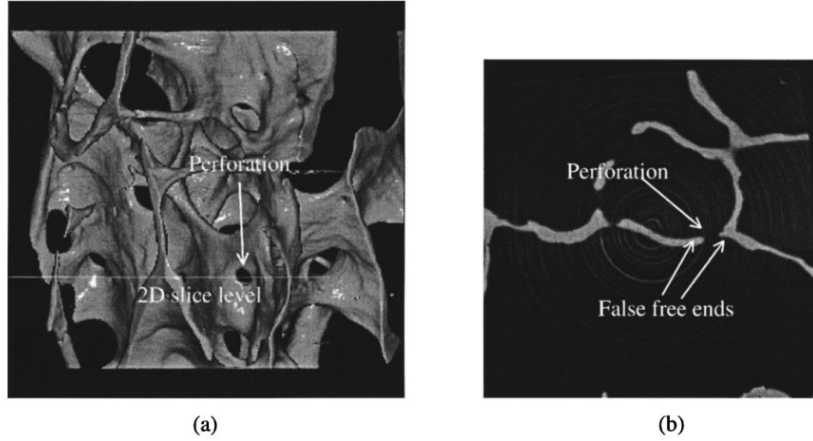 Perforation
2D slice level
(a)
Perforation
False free ends
(b)